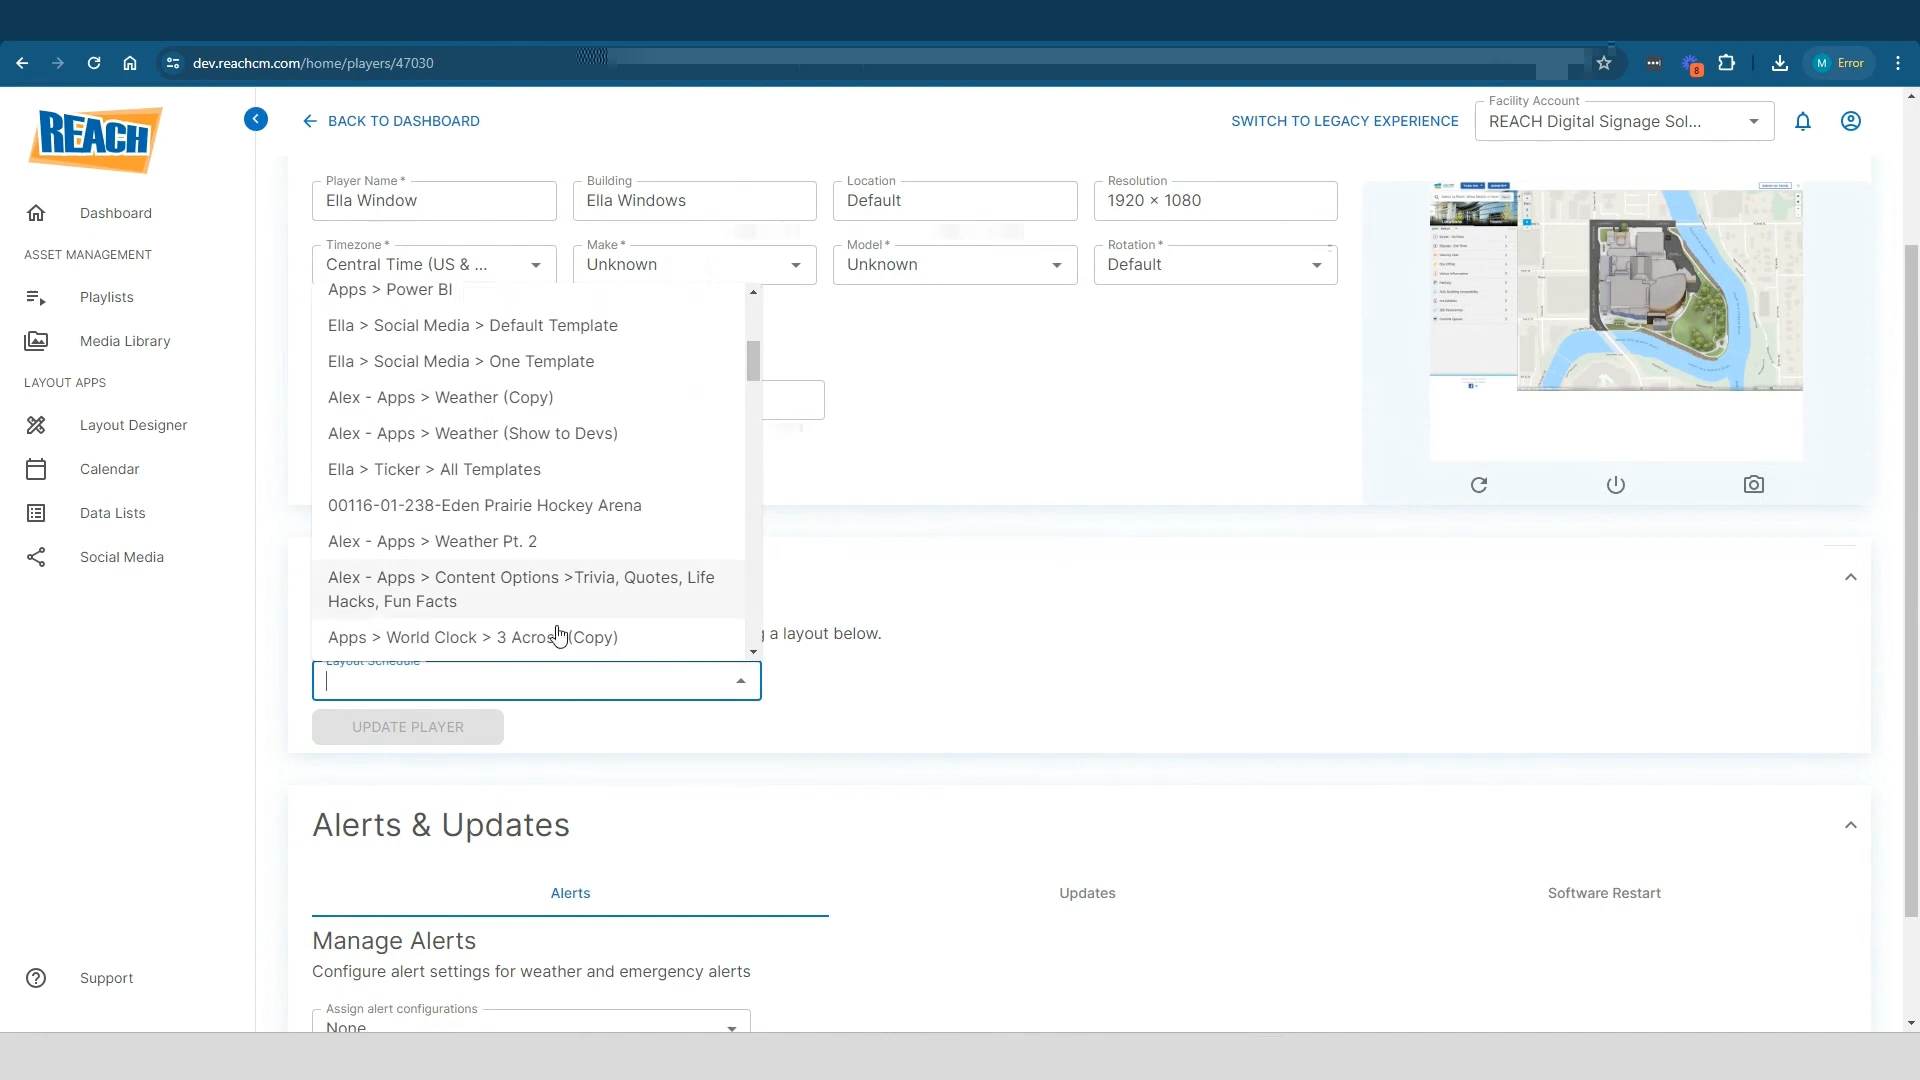 dev.reachcm.com/home/players/47030
8
M Error
REACH
BACK TO DASHBOARD
SWITCH TO LEGACY EXPERIENCE
Facility Account
REACH Digital Signage Sol...
Dashboard
ASSET MANAGEMENT
Playlists
Media Library
LAYOUT APPS
Layout Designer
Calendar
Data Lists
Social Media
Support
Player Name *
Ella Window
Building
Ella Windows
Location
Default
Resolution
1920 × 1080
Timezone *
Central Time (US & ...
Make *
Unknown
Model *
Unknown
Rotation *
Default
Apps > Power BI
Ella > Social Media > Default Template
Ella > Social Media > One Template
Alex - Apps > Weather (Copy)
Alex - Apps > Weather (Show to Devs)
Ella > Ticker > All Templates
00116-01-238-Eden Prairie Hockey Arena
Alex - Apps > Weather Pt. 2
Alex - Apps > Content Options >Trivia, Quotes, Life
Hacks, Fun Facts
Apps > World Clock > 3 Across (Copy)
a layout below.
Layout Schedule
UPDATE PLAYER
Alerts & Updates
Alerts
Updates
Software Restart
Manage Alerts
Configure alert settings for weather and emergency alerts
Assign alert configurations
None